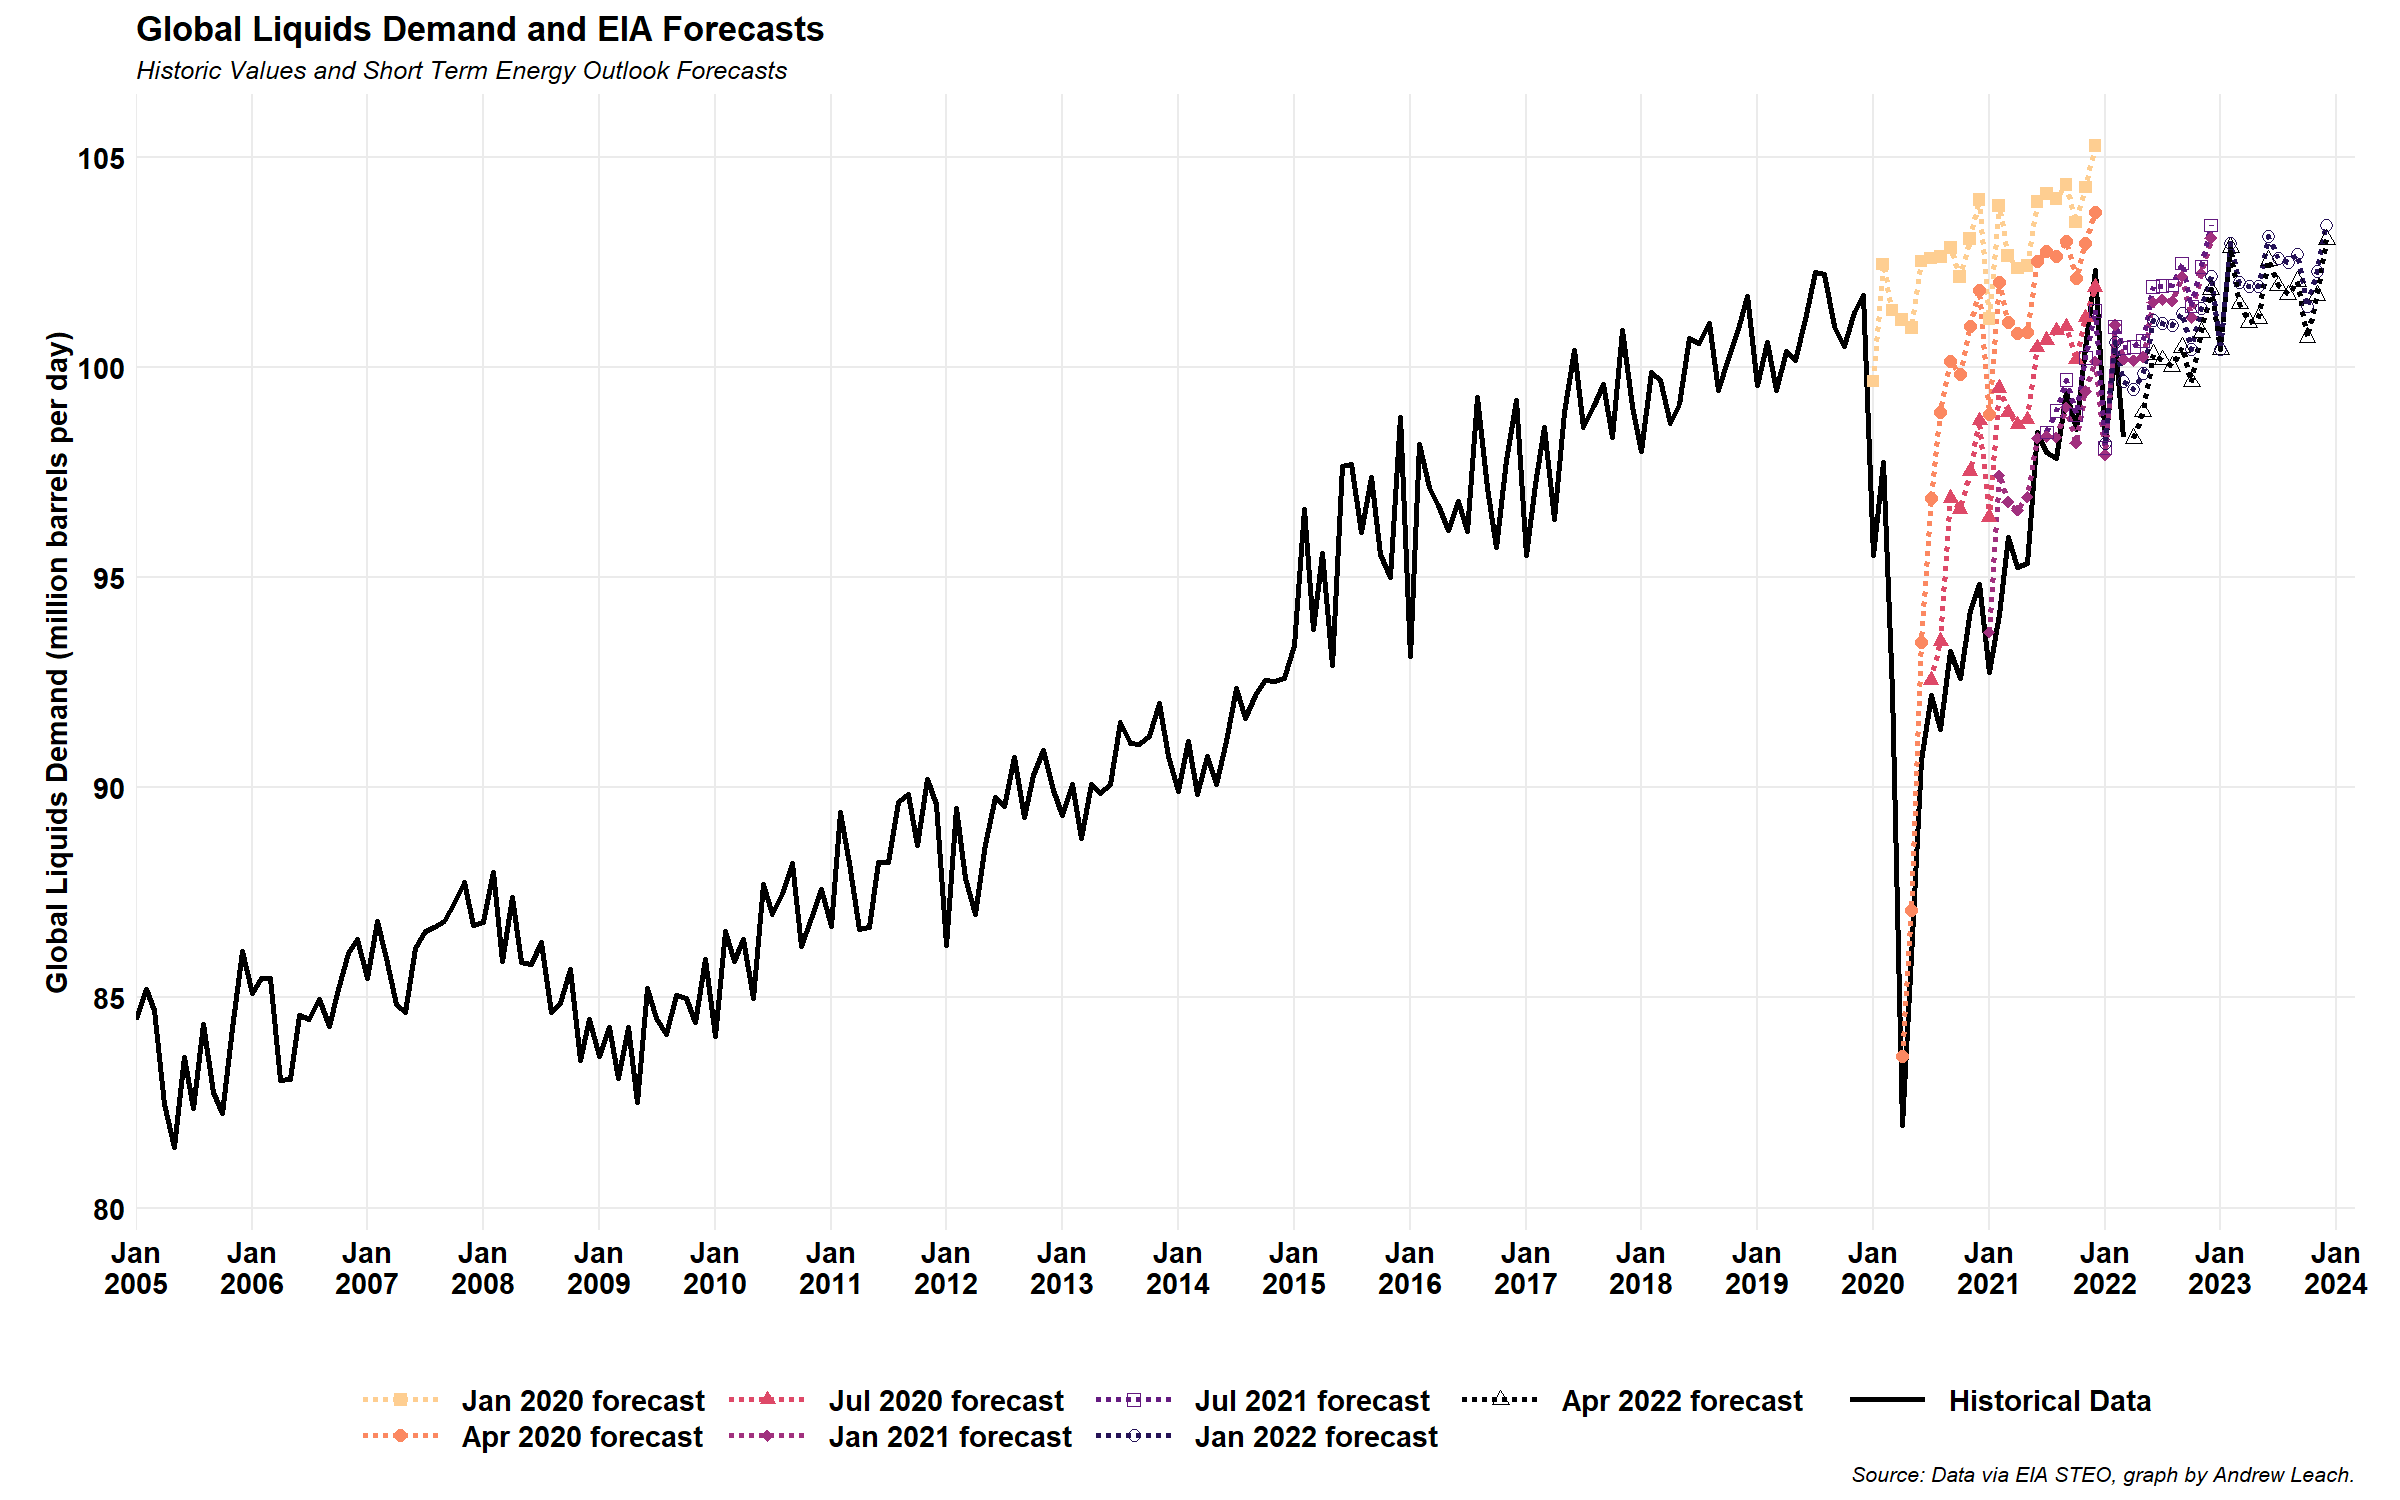 Global Liquids Demand and EIA Forecasts
Historic Values and Short Term Energy Outlook Forecasts
Global Liquids Demand (million barrels per day)
105
100
95
90
85
80
Jan 2005
Jan 2006
Jan 2007
Jan 2008
Jan 2009
Jan 2010
Jan 2011
Jan 2012
Jan 2013
Jan 2014
Jan 2015
Jan 2016
Jan 2017
Jan 2018
Jan 2019
Jan 2020
Jan 2021
Jan 2022
Jan 2023
Jan 2024
Jan 2020 forecast
Apr 2020 forecast
Jul 2020 forecast
Jan 2021 forecast
Jul 2021 forecast
Jan 2022 forecast
Apr 2022 forecast
Historical Data
Source: Data via EIA STEO, graph by Andrew Leach.